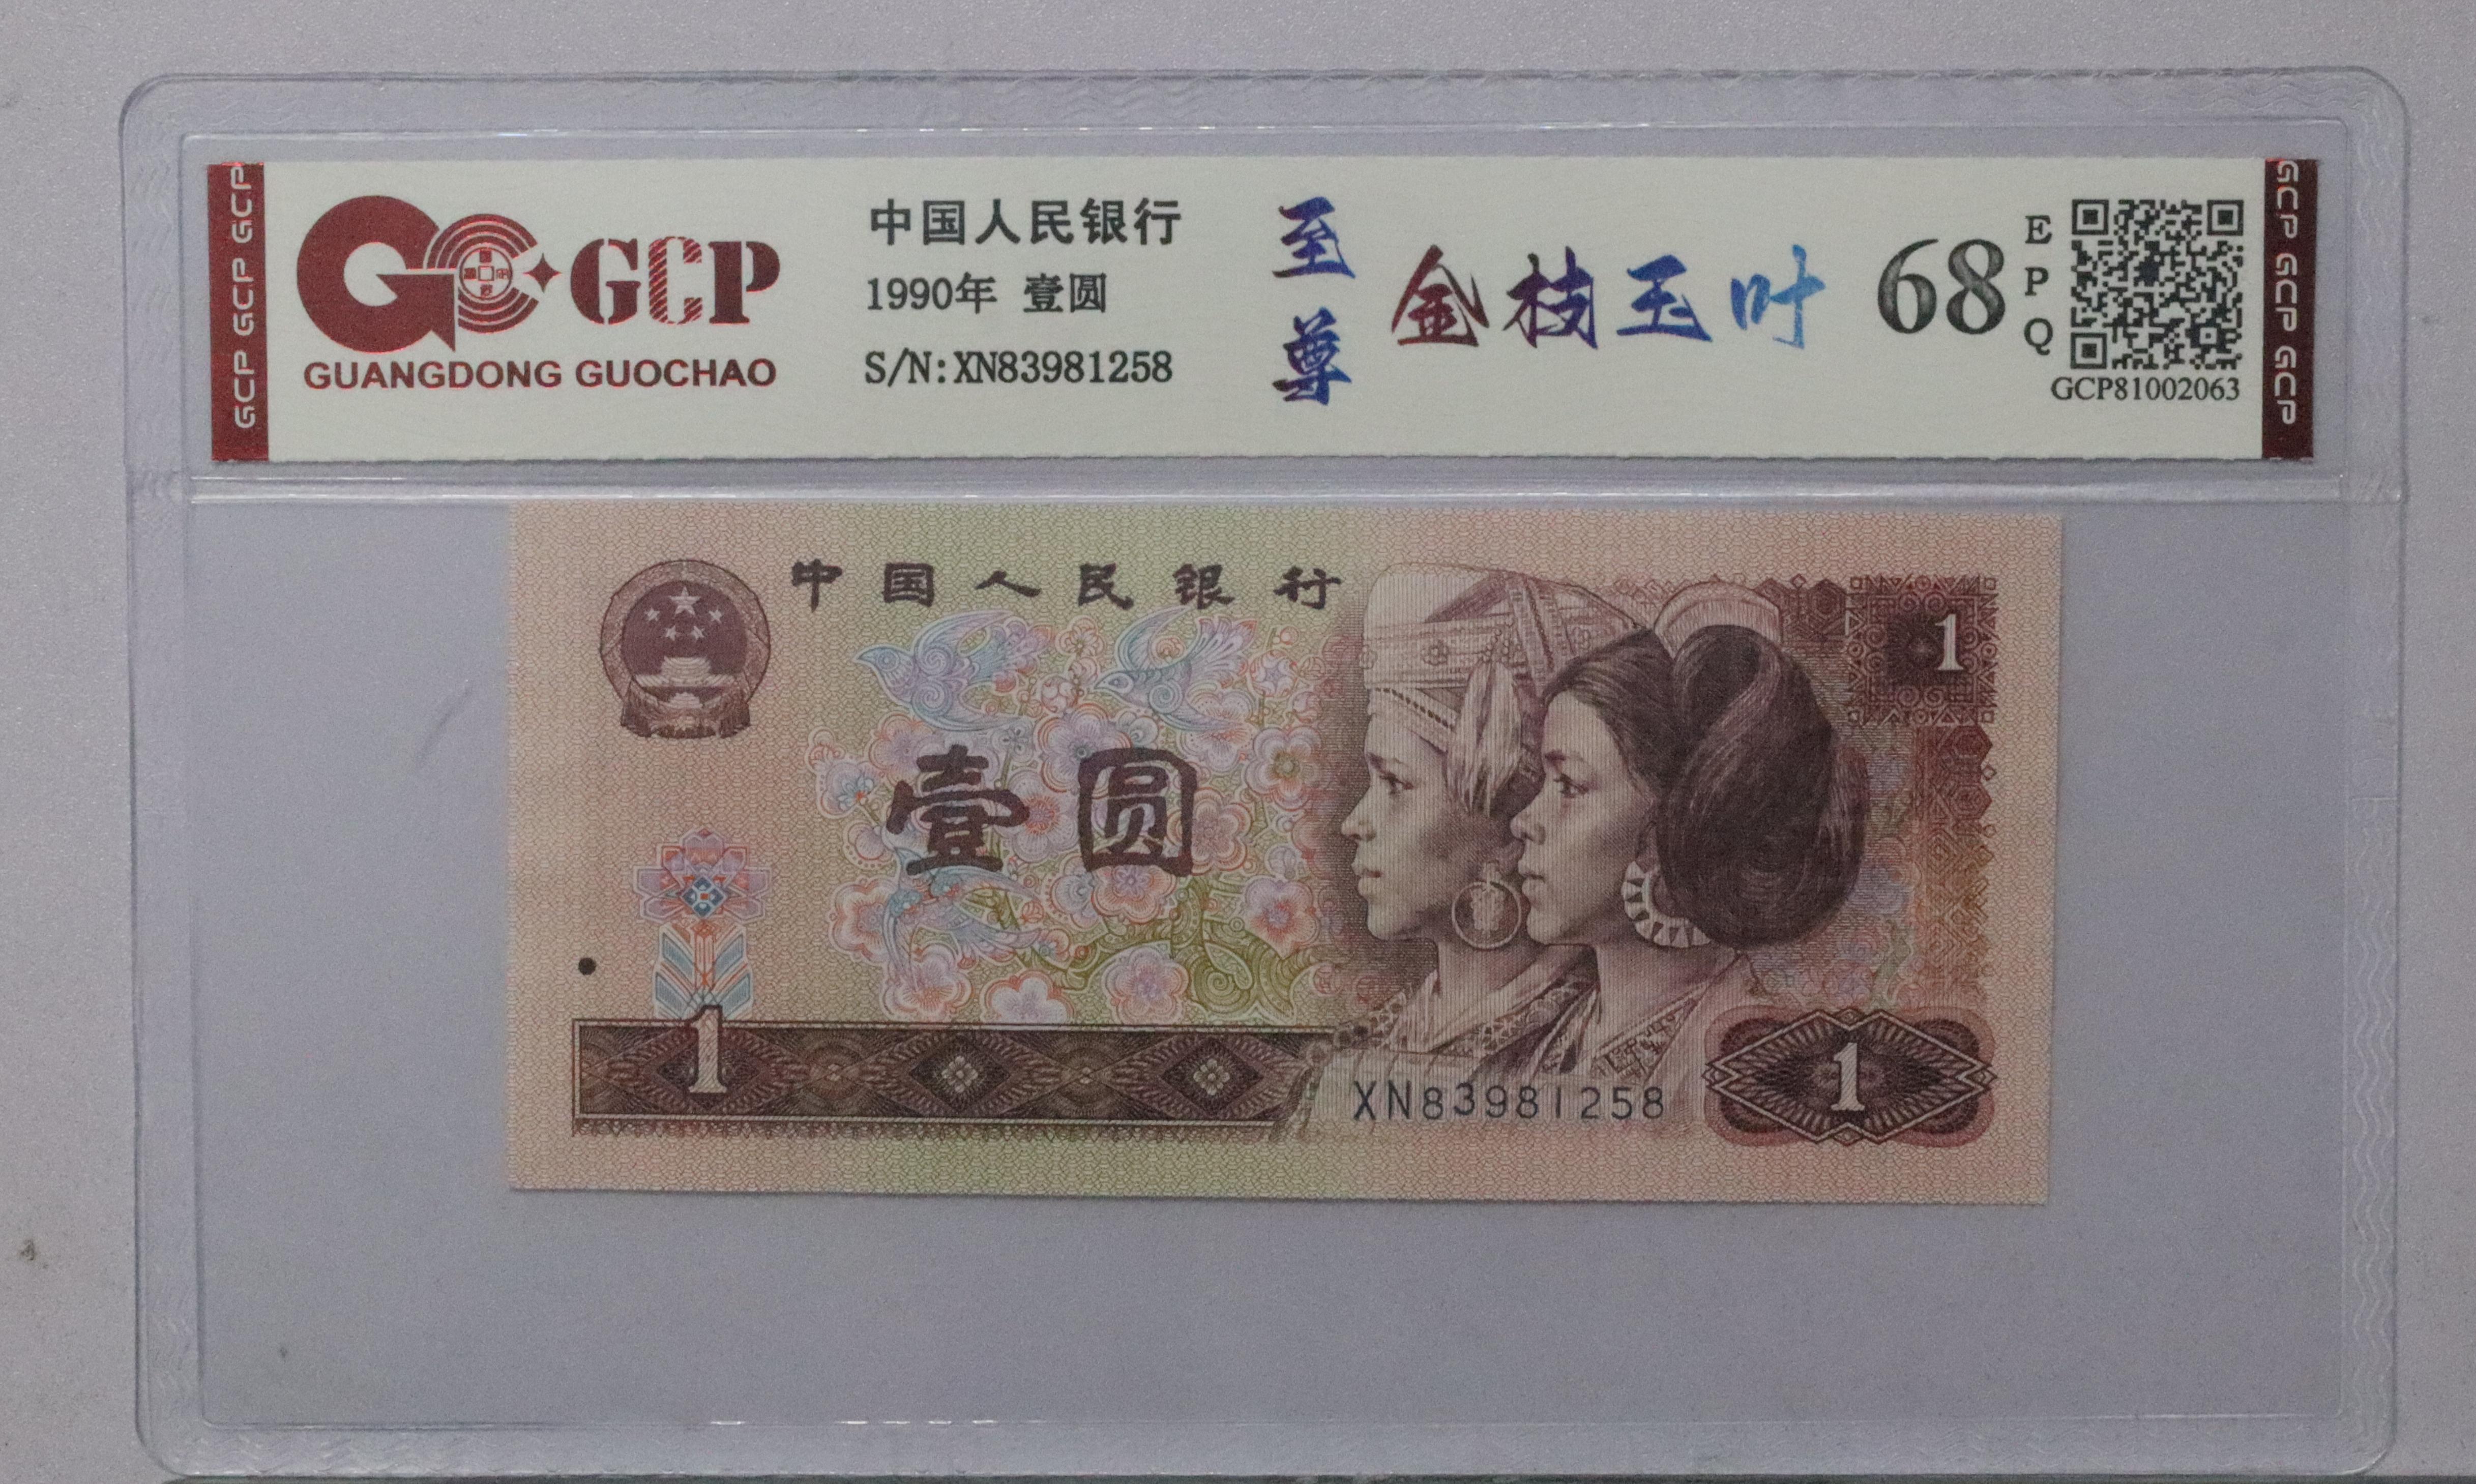 GCP GCP GCP
GCP
GUANGDONG GUOCHAO
中国人民银行
1990年 壹圆
S/N:XN83981258
至尊
金枝玉叶
68
EPQ
GCP81002063
GCP GCP GCP
中国人民银行
1
壹圆
1
XN83981258
1